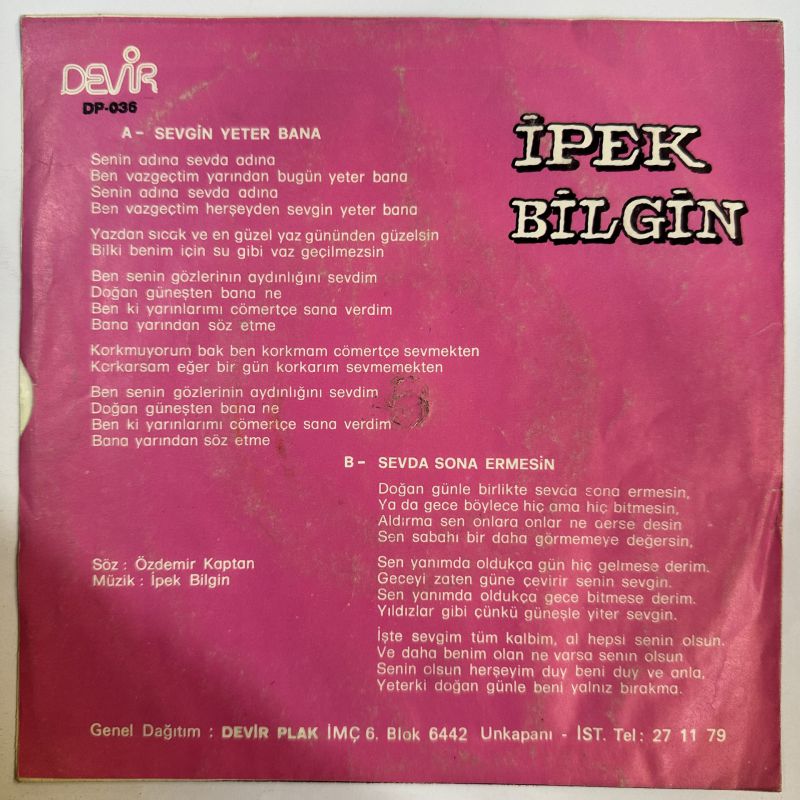 DEVİR
DP-036
A - SEVGİN YETER BANA
Senin adına sevda adına
Ben vazgeçtim yarından bugün yeter bana
Senin adına sevda adına
Ben vazgeçtim herşeyden sevgin yeter bana
Yazdan sıcak ve en güzel yaz gününden güzelsin
Bilki benim için su gibi vaz geçilmezsin
Ben senin gözlerinin aydınlığını sevdim
Doğan güneşten bana ne
Ben ki yarınlarımı cömertçe sana verdim
Bana yarından söz etme
Korkmuyorum bak ben korkmam cömertçe sevmekten
Korkarsam eğer bir gün korkarım sevmemekten
Ben senin gözlerinin aydınlığını sevdim
Doğan güneşten bana ne
Ben ki yarınlarımı cömertçe sana verdim
Bana yarından söz etme
Söz : Özdemir Kaptan
Müzik : İpek Bilgin
İPEK
BİLGİN
B - SEVDA SONA ERMESİN
Doğan günle birlikte sevda sona ermesin,
Ya da gece böylece hiç ama hiç bitmesin,
Aldırma sen onlara onlar ne derse desin
Sen sabahı bir daha görmemeye değersin,
Sen yanımda oldukça gün hiç gelmese derim.
Geceyi zaten güne çevirir senin sevgin.
Sen yanımda oldukça gece bitmese derim.
Yıldızlar gibi çünkü güneşle yiter sevgin.
İşte sevgim tüm kalbim, al hepsi senin olsun.
Ve daha benim olan ne varsa senin olsun
Senin olsun herşeyim duy beni duy ve anla,
Yeterki doğan günle beni yalnız bırakma.
Genel Dağıtım : DEVİR PLAK İMÇ 6. Blok 6442 Unkapanı - İST. Tel : 27 11 79